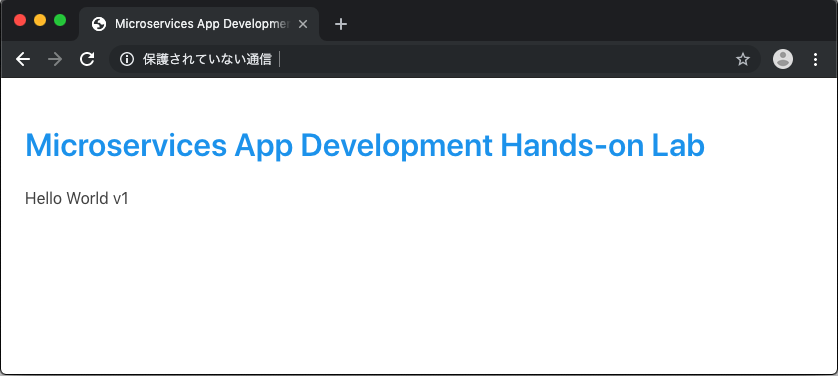 Microservices App Developme
保護されていない通信
Microservices App Development Hands-on Lab
Hello World v1